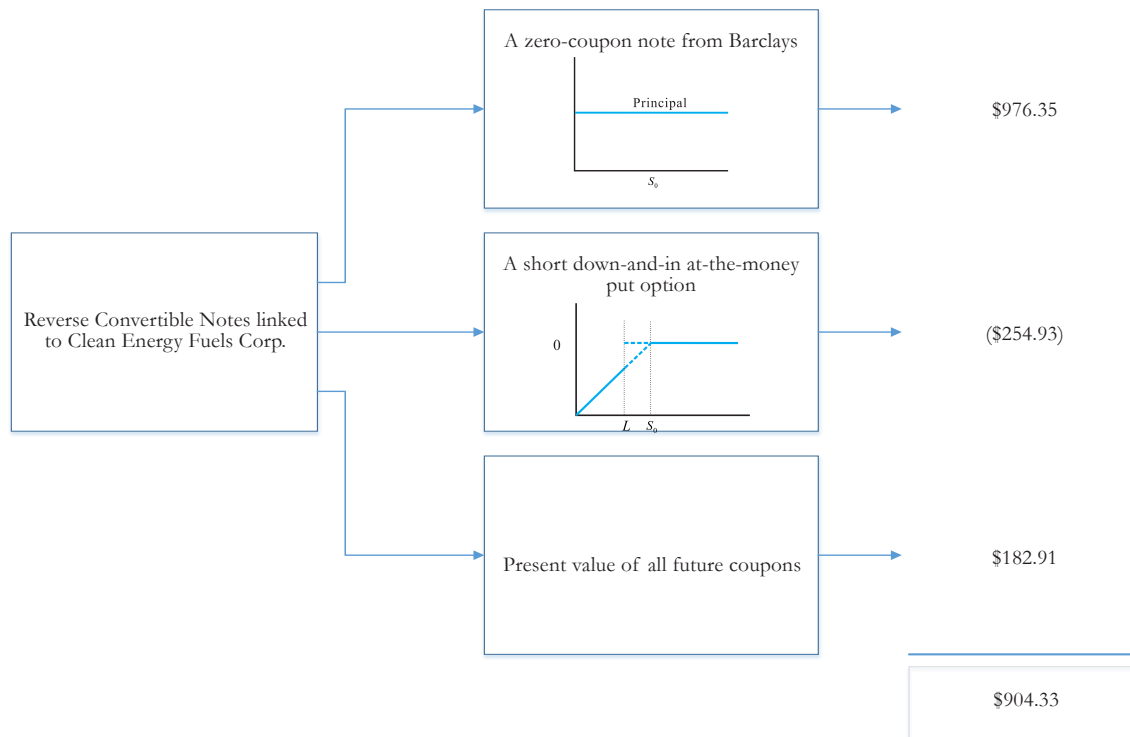 A zero-coupon note from Barclays
Principal
S₀
$976.35
Reverse Convertible Notes linked
to Clean Energy Fuels Corp.
A short down-and-in at-the-money
put option
0
L S₀
($254.93)
Present value of all future coupons
$182.91
$904.33